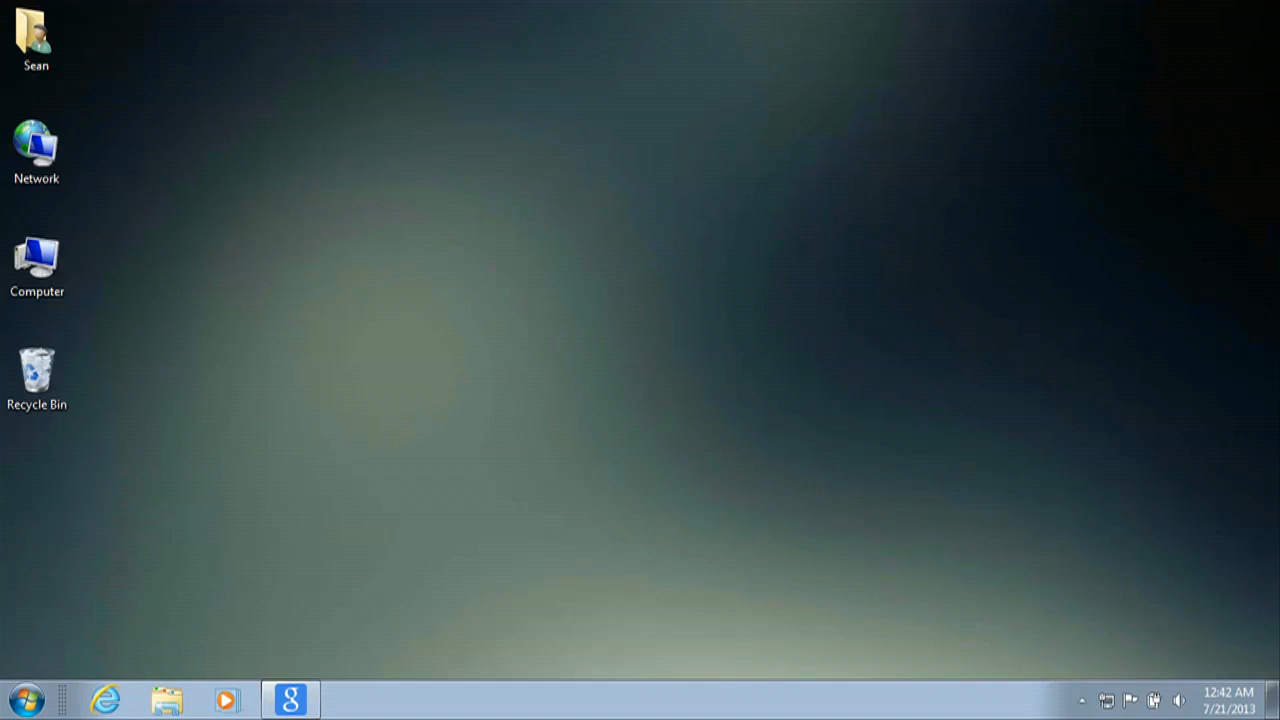 Sean
Network
Computer
Recycle Bin
g
12:42 AM
7/21/2013